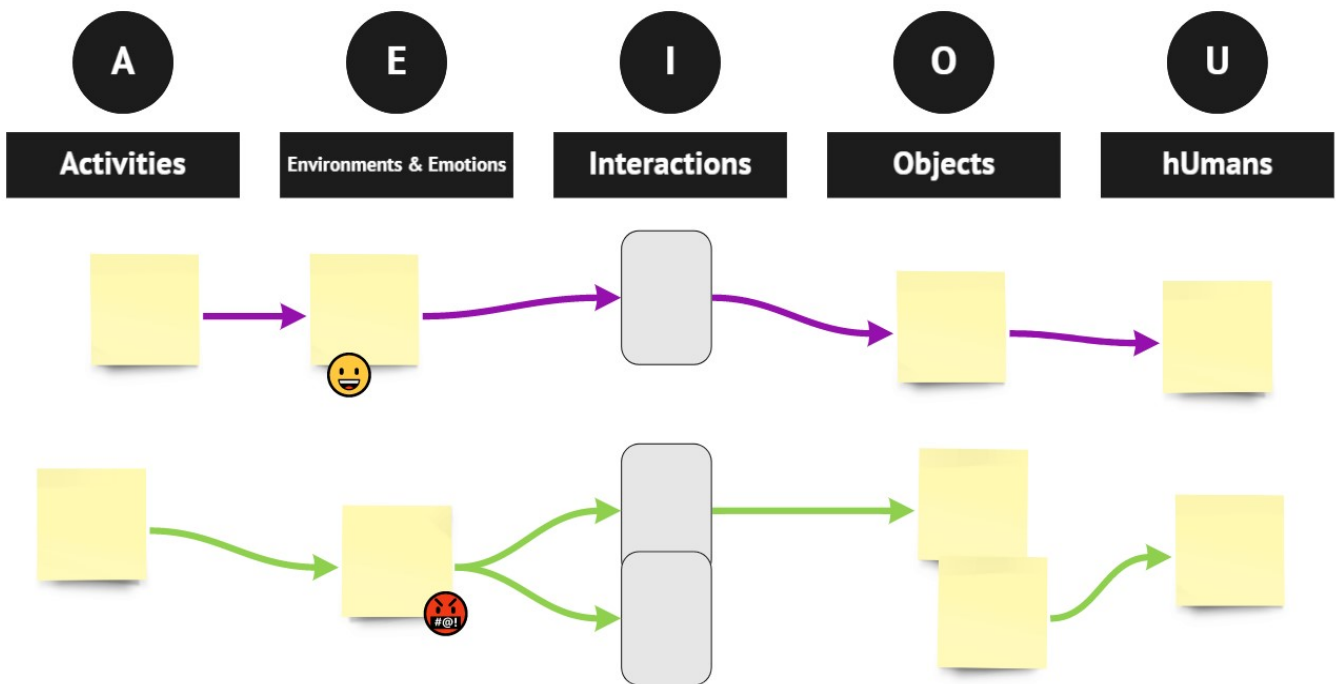 A
E
I
O
U
Activities
Environments & Emotions
Interactions
Objects
hUmans
#@!